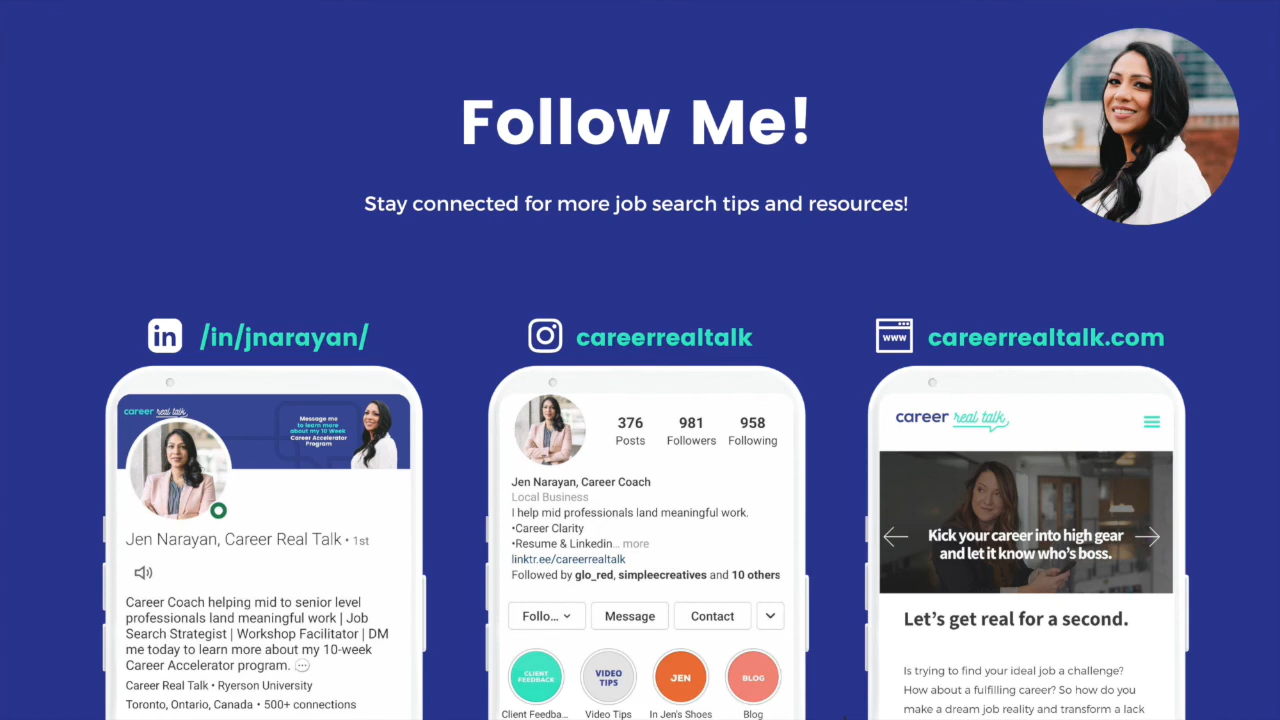 Follow Me!
Stay connected for more job search tips and resources!
in /in/jnarayan/
careerrealtalk
www careerrealtalk.com
career real talk
Message me
to learn more
about my 10 Week
Career Accelerator
Program
Jen Narayan, Career Real Talk • 1st
Career Coach helping mid to senior level
professionals land meaningful work | Job
Search Strategist | Workshop Facilitator | DM
me today to learn more about my 10-week
Career Accelerator program.
Career Real Talk • Ryerson University
Toronto, Ontario, Canada • 500+ connections
376 981 958
Posts Followers Following
Jen Narayan, Career Coach
Local Business
I help mid professionals land meaningful work.
•Career Clarity
•Resume & Linkedin... more
linktr.ee/careerrealtalk
Followed by glo_red, simpleecreatives and 10 others
Follo... Message Contact
CLIENT
FEEDBACK
VIDEO
TIPS
JEN
BLOG
Client Feedba... Video Tips In Jen's Shoes Blog
career real talk
Kick your career into high gear
and let it know who's boss.
Let's get real for a second.
Is trying to find your ideal job a challenge?
How about a fulfilling career? So how do you
make a dream job reality and transform a lack